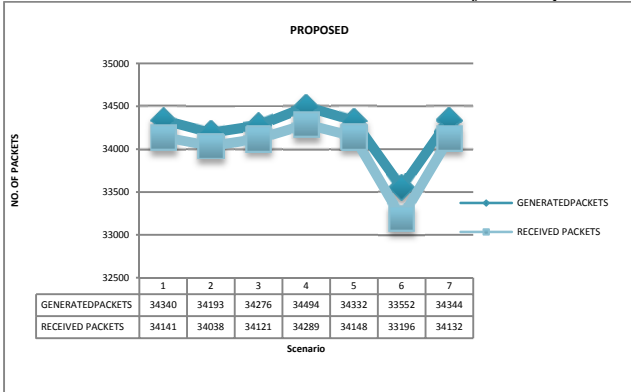 PROPOSED
35000
34500
34000
33500
33000
32500
NO. OF PACKETS
GENERATEDPACKETS
RECEIVED PACKETS
1 2 3 4 5 6 7
GENERATEDPACKETS 34340 34193 34276 34494 34332 33552 34344
RECEIVED PACKETS 34141 34038 34121 34289 34148 33196 34132
Scenario